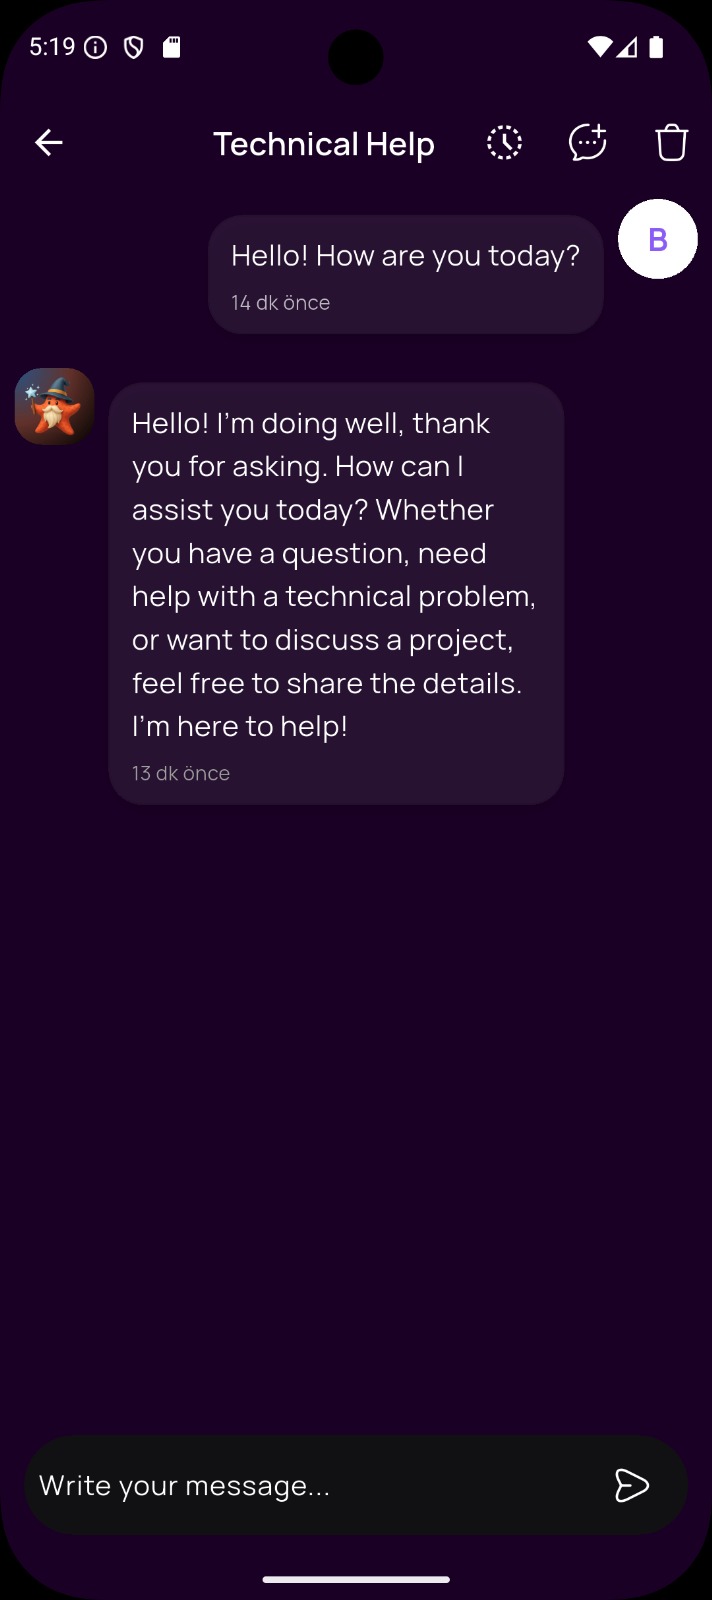 5:19
Technical Help
B
Hello! How are you today?
14 dk önce
Hello! I'm doing well, thank
you for asking. How can I
assist you today? Whether
you have a question, need
help with a technical problem,
or want to discuss a project,
feel free to share the details.
I'm here to help!
13 dk önce
Write your message...